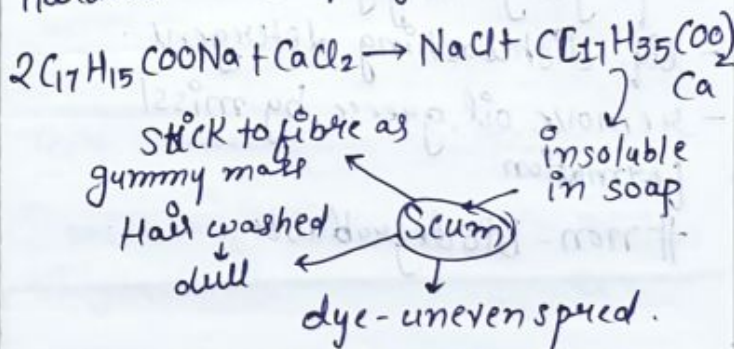 2C17H15COONa + CaCl2 → NaCl + (C17H35COO)2
Ca
insoluble
in soap
Scum
stick to fibre as
gummy mass
Hair washed
↓
dull
dye-uneven spred.